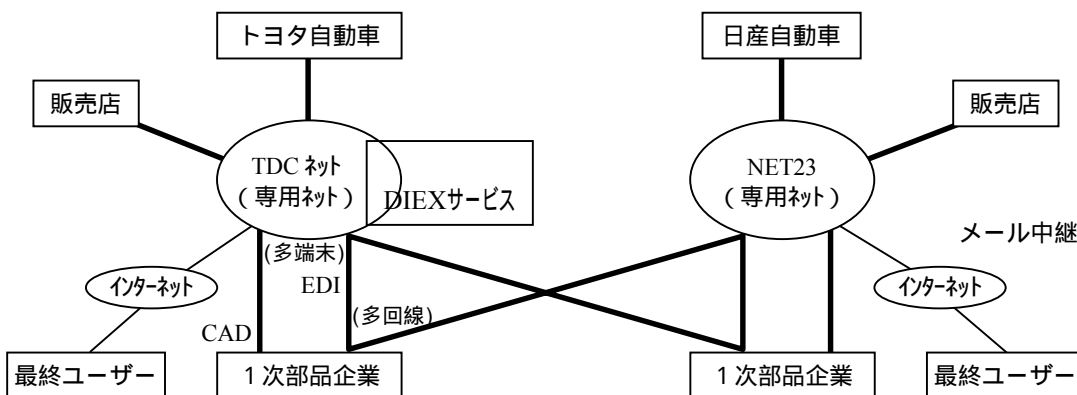 トヨタ自動車
日産自動車
販売店
販売店
TDC ネット
(専用ネット)
DIEXサービス
NET23
(専用ネット)
メール中継
(多端末)
EDI
インターネット
インターネット
(多回線)
CAD
最終ユーザー
1次部品企業
1次部品企業
最終ユーザー